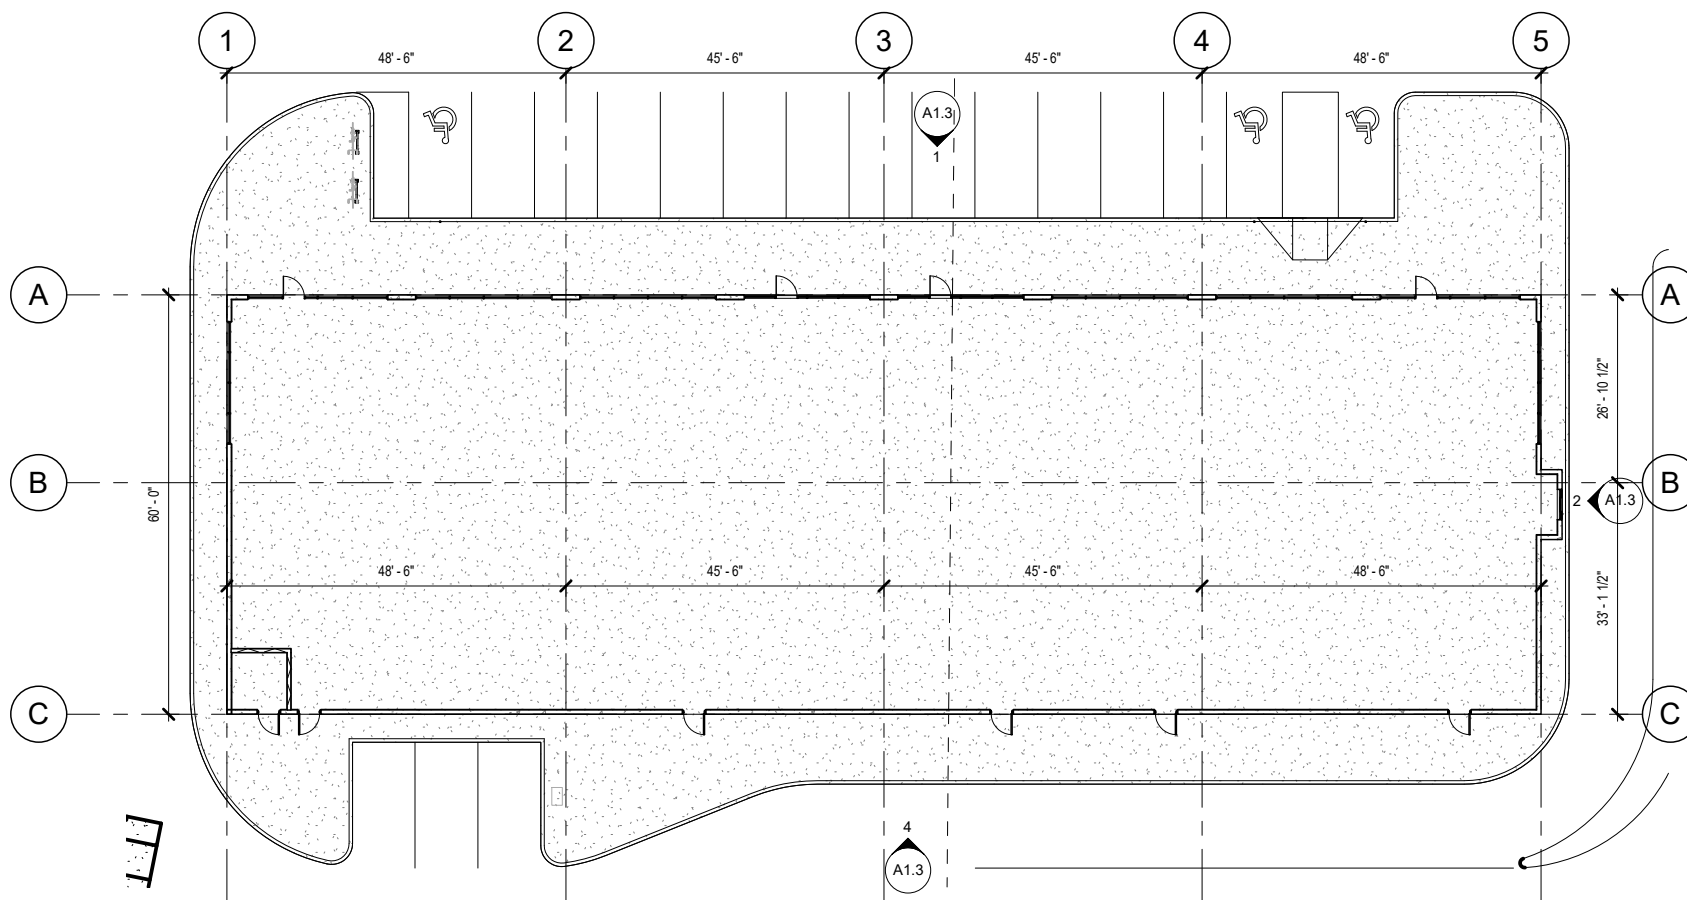 1 2 3 4 5
48' - 6" 45' - 6" 45' - 6" 48' - 6"
A1.3
1
A A
26' - 10 1/2"
B B
60' - 0"
2 A1.3
48' - 6" 45' - 6" 45' - 6" 48' - 6"
33' - 1 1/2"
C C
4
A1.3